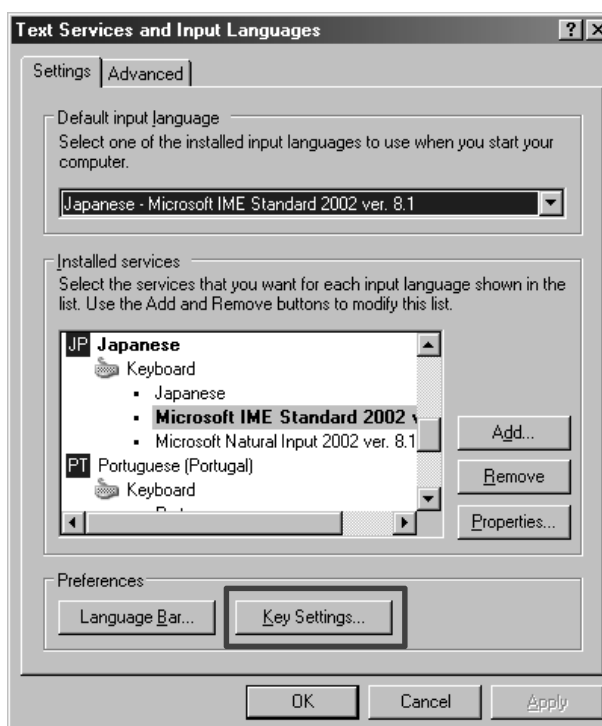 Text Services and Input Languages
Settings
Advanced
Default input language
Select one of the installed input languages to use when you start your
computer.
Japanese - Microsoft IME Standard 2002 ver. 8.1
Installed services
Select the services that you want for each input language shown in the
list. Use the Add and Remove buttons to modify this list.
JP Japanese
Keyboard
Japanese
Microsoft IME Standard 2002
Microsoft Natural Input 2002 ver. 8.1
PT Portuguese (Portugal)
Keyboard
Add...
Remove
Properties...
Preferences
Language Bar...
Key Settings...
OK
Cancel
Apply